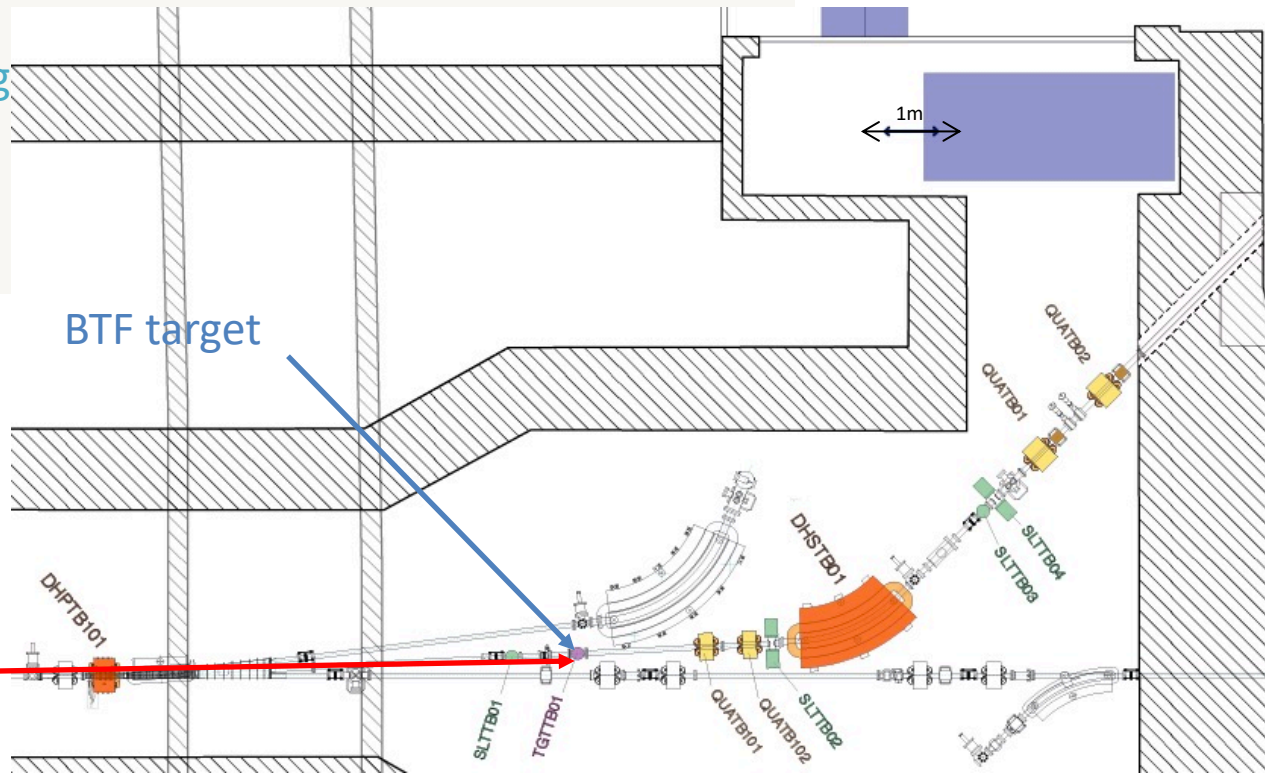 g
1m
BTF target
QUATB02
QUATB01
SLTTB04
SLTTB03
DHSTB01
DHPTB101
SLTTB01
TGTTB01
QUATB101
QUATB102
SLTTB02